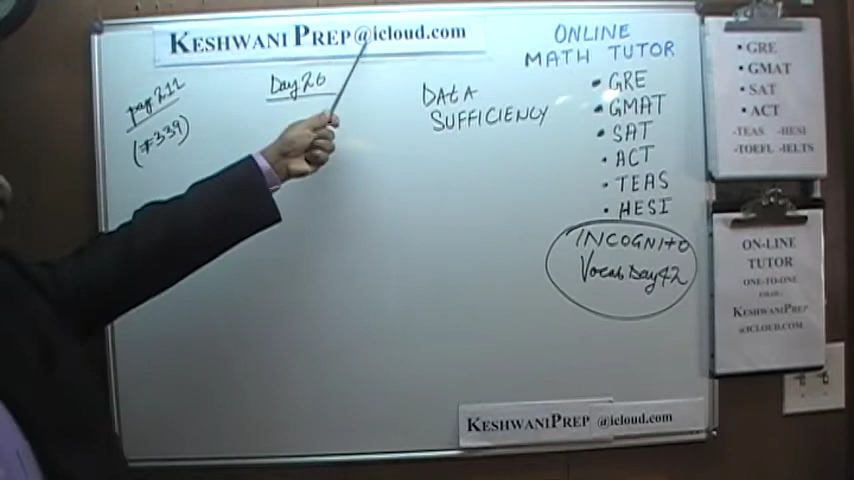 KESHWANI PREP @icloud.com
Day 26
page 211
(#339)
DATA
SUFFICIENCY
ONLINE
MATH TUTOR
• GRE
• GMAT
• SAT
• ACT
• TEAS
• HESI
INCOGNITO
Vocab Day 42
• GRE
• GMAT
• SAT
• ACT
-TEAS -HESI
-TOEFL -IELTS
ON-LINE
TUTOR
ONE-TO-ONE
KESHWANIPREP
@ICLOUD.COM
KESHWANIPREP @icloud.com